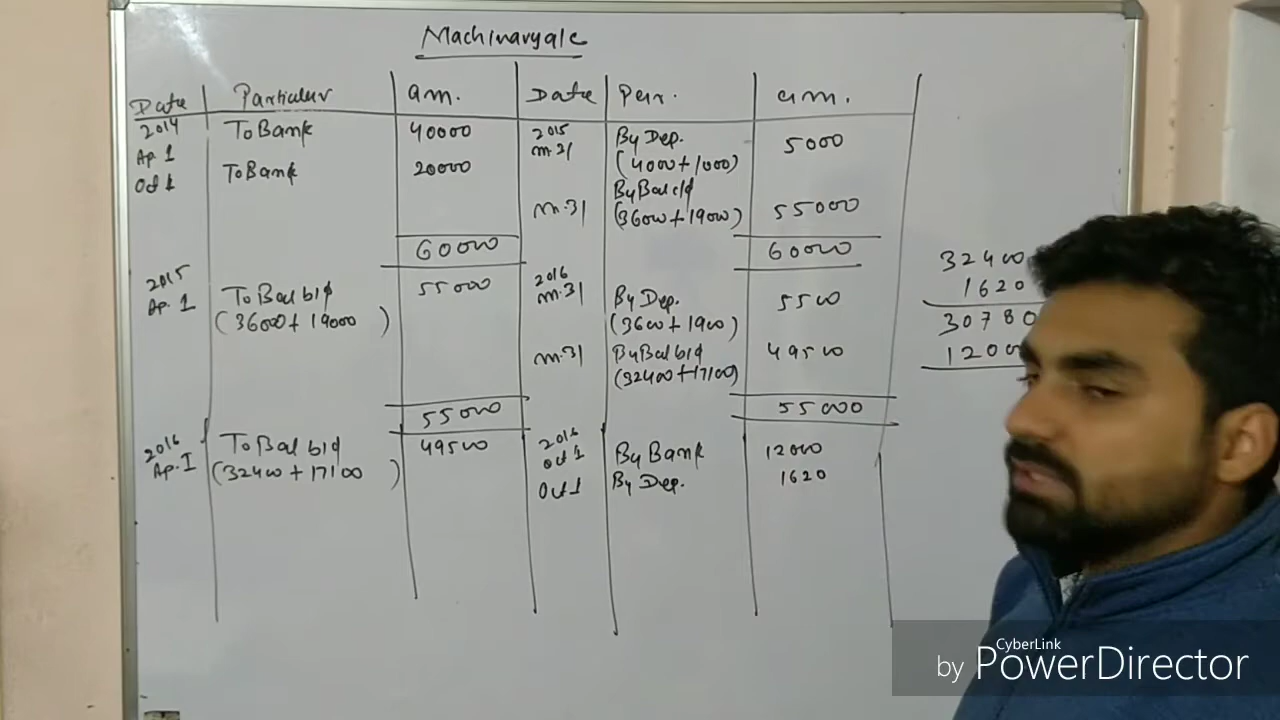 Machinary a/c
Date Particular am. Date Par. am.
2014 To Bank 40000 2015 By Dep. 5000
Ap. 1 m.31 (4000+1000)
Oct 1 To Bank 20000 By Bal c/d
m.31 (36000+19000) 55000
60000 60000
2015 55000 2016
Ap. 1 To Bal b/d m.31 By Dep. 5500
(36000+19000) (3600+1900)
m.31 By Bal b/d 49500
(32400+17100)
55000 55000
2016 To Bal b/d 49500 2016 12000
Ap. 1 (32400+17100) Oct 1 By Bank
Oct 1 By Dep. 1620
32400
1620
30780
CyberLink
by PowerDirector